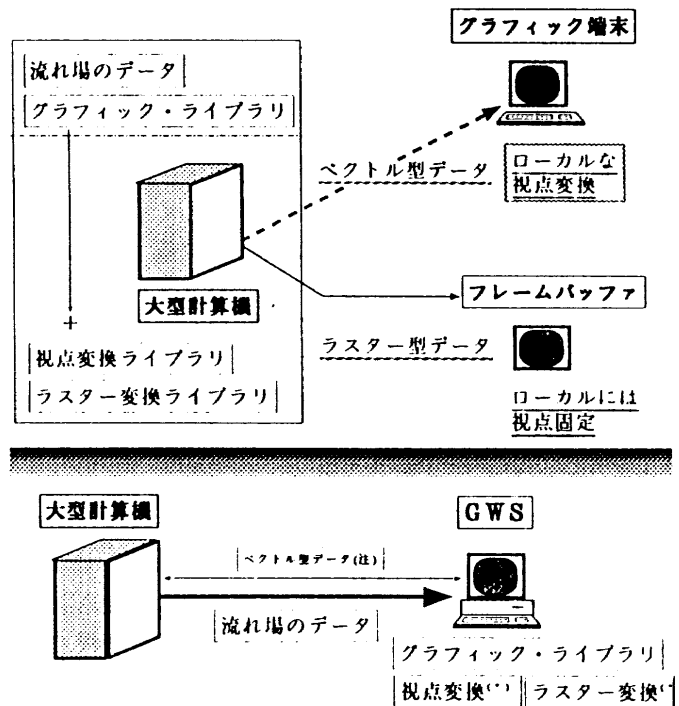 グラフィック端末
流れ場のデータ
グラフィック・ライブラリ
ベクトル型データ
ローカルな
視点変換
大型計算機
フレームバッファ
視点変換ライブラリ
ラスター変換ライブラリ
ラスター型データ
ローカルには
視点固定
大型計算機
GWS
ベクトル型データ(注)
流れ場のデータ
グラフィック・ライブラリ
視点変換
ラスター変換